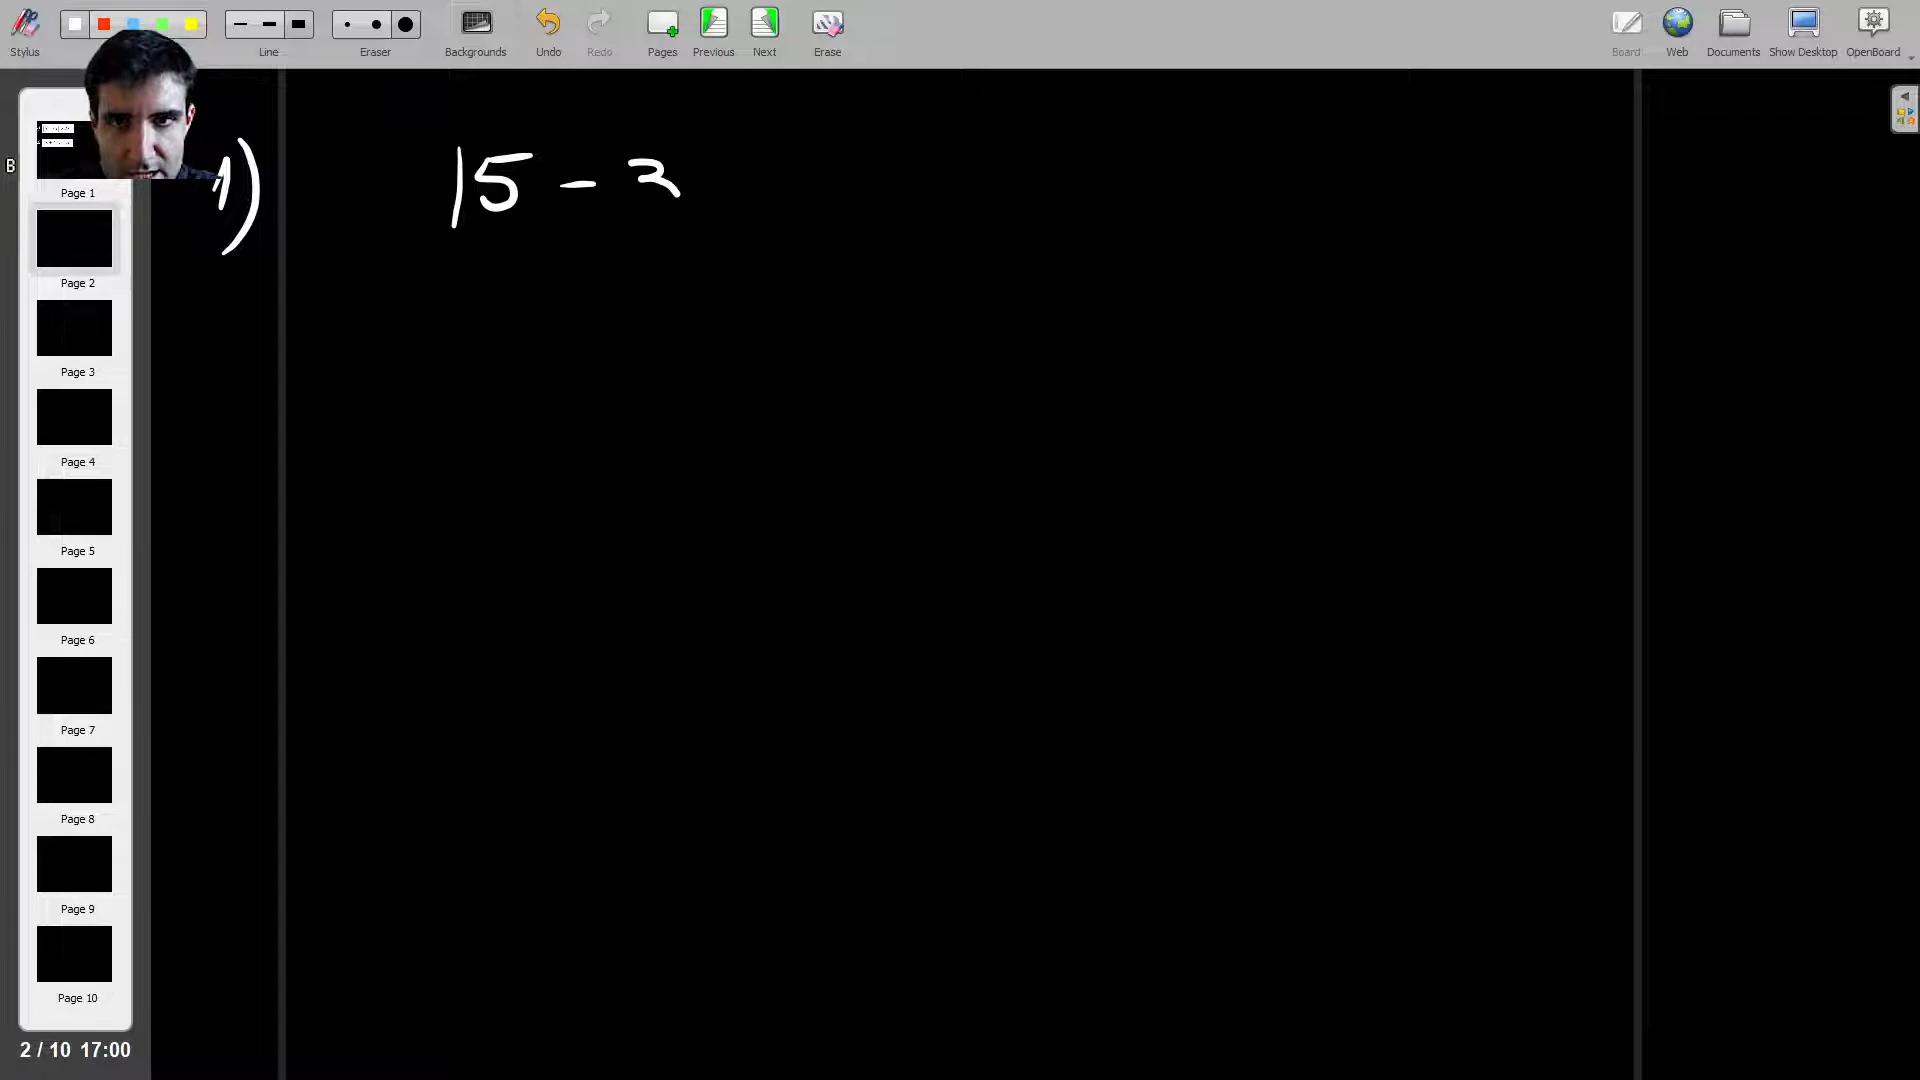 Stylus Line Eraser Backgrounds Undo Redo Pages Previous Next Erase Board Web Documents Show Desktop OpenBoard
B
1) |5 - 3
Page 1
Page 2
Page 3
Page 4
Page 5
Page 6
Page 7
Page 8
Page 9
Page 10
2 / 10 17:00